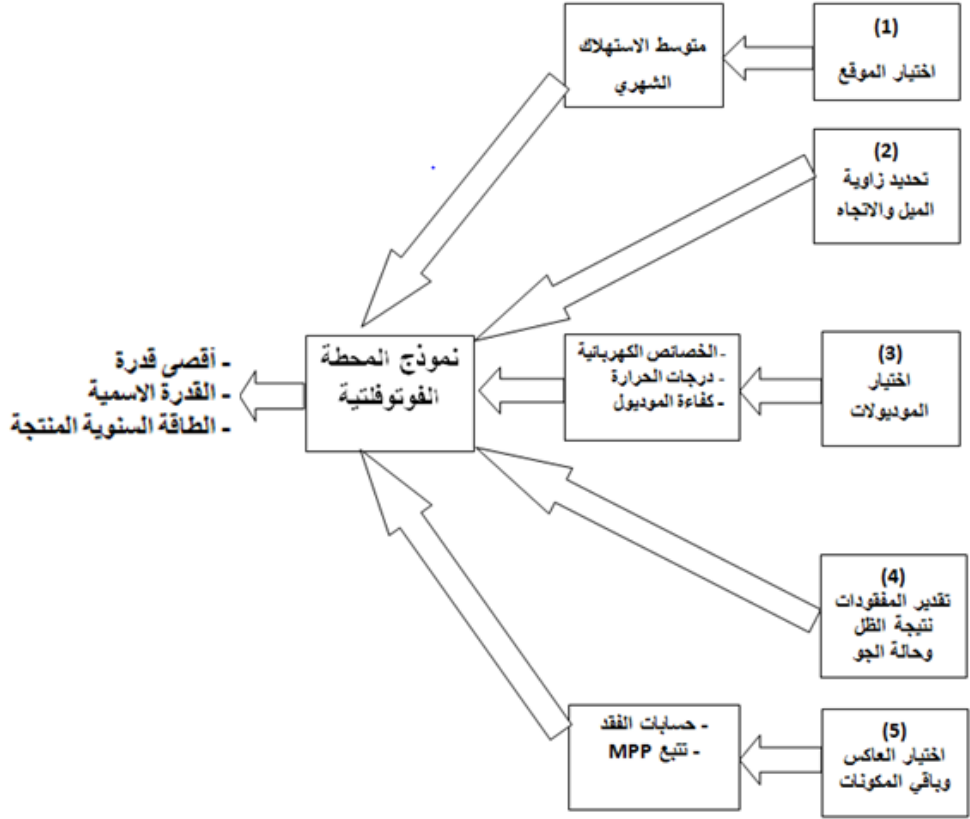 (1)
اختيار الموقع
متوسط الاستهلاك
الشهري
(2)
تحديد زاوية
الميل والاتجاه
(3)
اختيار
الموديولات
- الخصائص الكهربائية
- درجات الحرارة
- كفاءة الموديول
نموذج المحطة
الفوتوفلتية
- أقصى قدرة
- القدرة الاسمية
- الطاقة السنوية المنتجة
(4)
تقدير المفقودات
نتيجة الظل
وحالة الجو
(5)
اختيار العاكس
وباقي المكونات
- حسابات الفقد
- تتبع MPP